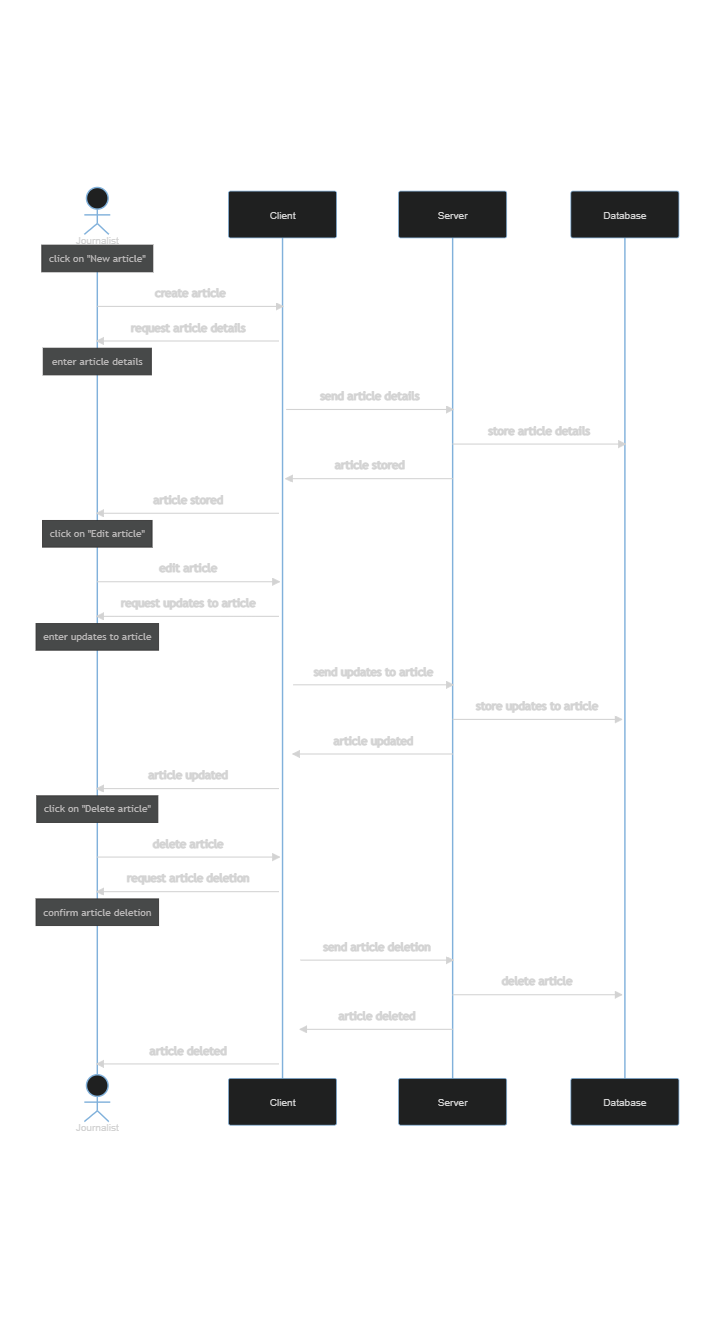 Journalist
Client
Server
Database
click on "New article"
create article
request article details
enter article details
send article details
store article details
article stored
article stored
click on "Edit article"
edit article
request updates to article
enter updates to article
send updates to article
store updates to article
article updated
article updated
click on "Delete article"
delete article
request article deletion
confirm article deletion
send article deletion
delete article
article deleted
article deleted
Client
Server
Database
Journalist